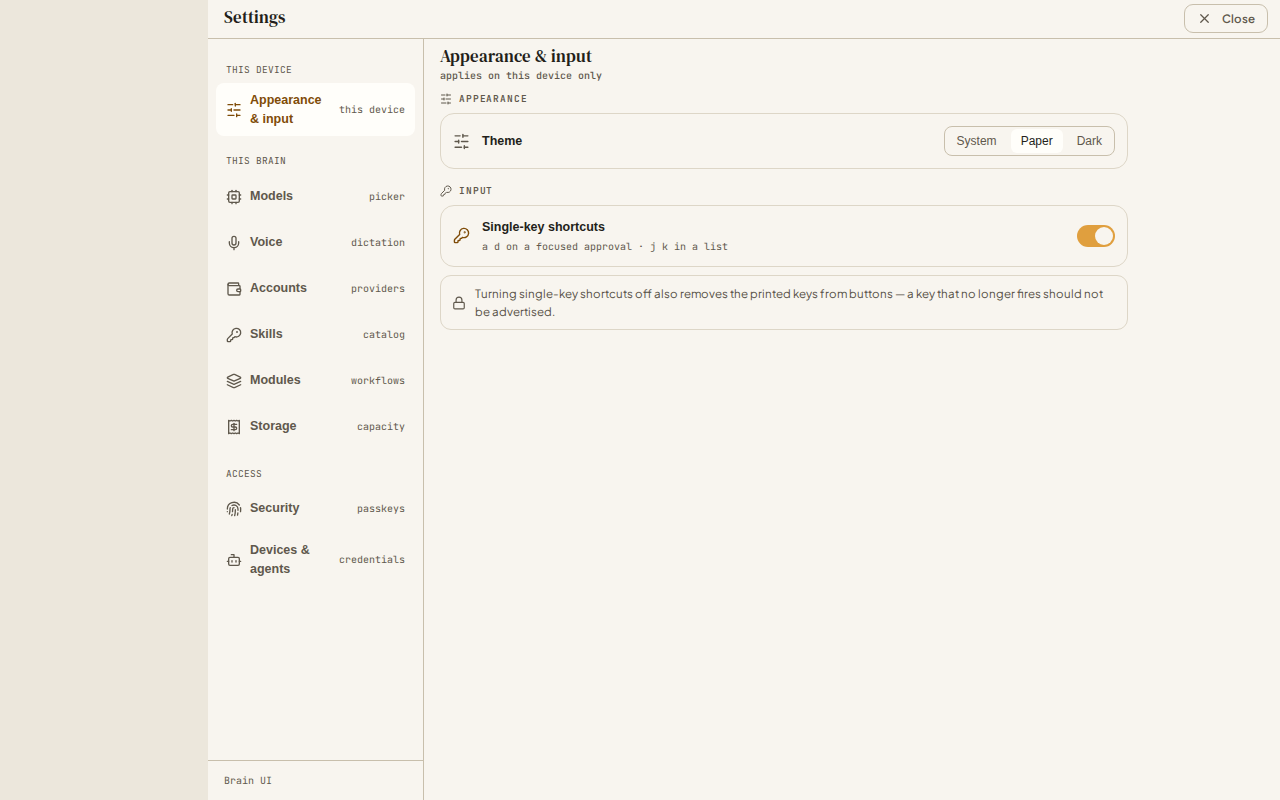 Settings
Close
THIS DEVICE
Appearance & input
this device
THIS BRAIN
Models
picker
Voice
dictation
Accounts
providers
Skills
catalog
Modules
workflows
Storage
capacity
ACCESS
Security
passkeys
Devices & agents
credentials
Brain UI
Appearance & input
applies on this device only
APPEARANCE
Theme
System
Paper
Dark
INPUT
Single-key shortcuts
a d on a focused approval · j k in a list
Turning single-key shortcuts off also removes the printed keys from buttons — a key that no longer fires should not
be advertised.